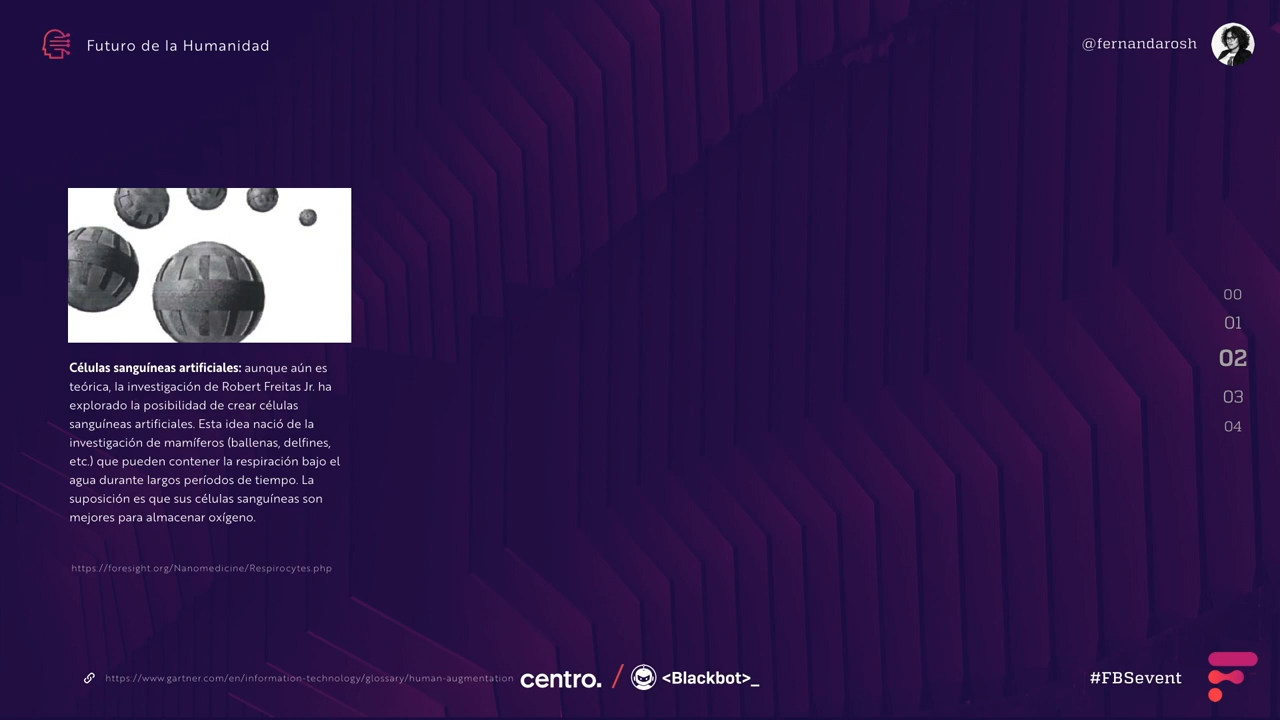 Futuro de la Humanidad
@fernandarosh
Células sanguíneas artificiales: aunque aún es
teórica, la investigación de Robert Freitas Jr. ha
explorado la posibilidad de crear células
sanguíneas artificiales. Esta idea nació de la
investigación de mamíferos (ballenas, delfines,
etc.) que pueden contener la respiración bajo el
agua durante largos períodos de tiempo. La
suposición es que sus células sanguíneas son
mejores para almacenar oxígeno.
https://foresight.org/Nanomedicine/Respirocytes.php
00
01
02
03
04
https://www.gartner.com/en/information-technology/glossary/human-augmentation
centro. / <Blackbot>_
#FBSevent